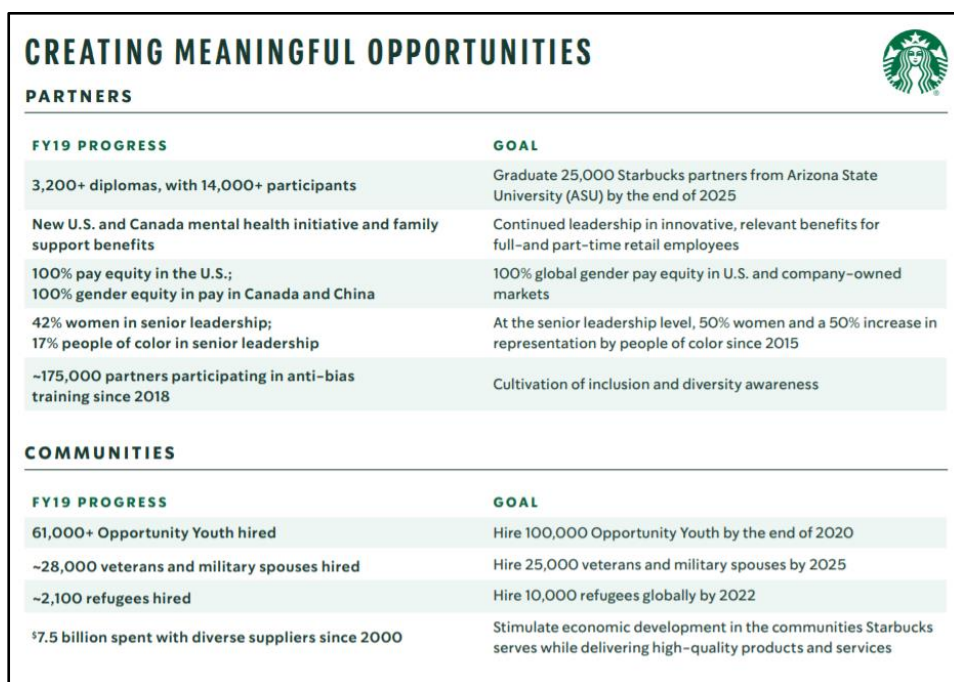 CREATING MEANINGFUL OPPORTUNITIES
PARTNERS
FY19 PROGRESS
GOAL
3,200+ diplomas, with 14,000+ participants
Graduate 25,000 Starbucks partners from Arizona State
University (ASU) by the end of 2025
New U.S. and Canada mental health initiative and family
support benefits
Continued leadership in innovative, relevant benefits for
full-and part-time retail employees
100% pay equity in the U.S.;
100% gender equity in pay in Canada and China
100% global gender pay equity in U.S. and company-owned
markets
42% women in senior leadership;
17% people of color in senior leadership
At the senior leadership level, 50% women and a 50% increase in
representation by people of color since 2015
~175,000 partners participating in anti-bias
training since 2018
Cultivation of inclusion and diversity awareness
COMMUNITIES
FY19 PROGRESS
GOAL
61,000+ Opportunity Youth hired
Hire 100,000 Opportunity Youth by the end of 2020
~28,000 veterans and military spouses hired
Hire 25,000 veterans and military spouses by 2025
~2,100 refugees hired
Hire 10,000 refugees globally by 2022
$7.5 billion spent with diverse suppliers since 2000
Stimulate economic development in the communities Starbucks
serves while delivering high-quality products and services